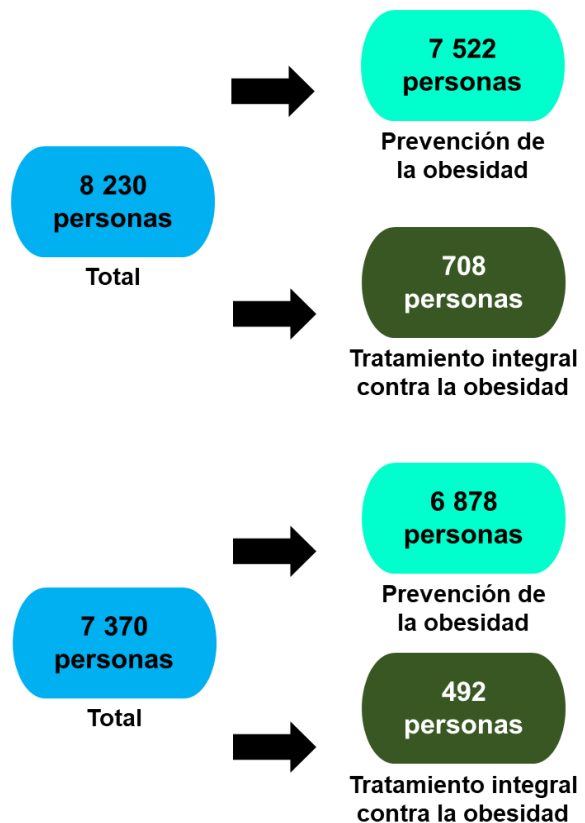 7 522
personas
Prevención de
la obesidad
8 230
personas
Total
708
personas
Tratamiento integral
contra la obesidad
6 878
personas
Prevención de
la obesidad
7 370
personas
Total
492
personas
Tratamiento integral
contra la obesidad